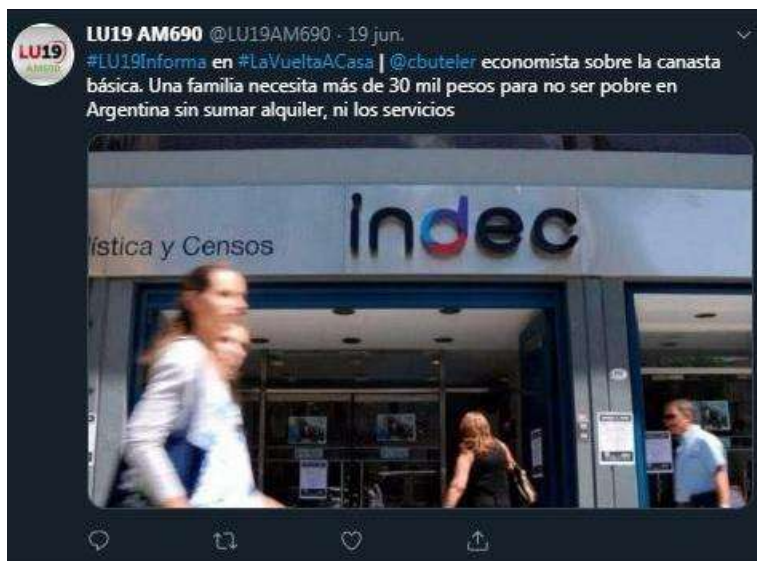 LU19 AM690 @LU19AM690 · 19 jun.
#LU19Informa en #LaVueltaACasa | @cbuteler economista sobre la canasta
básica. Una familia necesita más de 30 mil pesos para no ser pobre en
Argentina sin sumar alquiler, ni los servicios
LU19
AM690
indec
ística y Censos